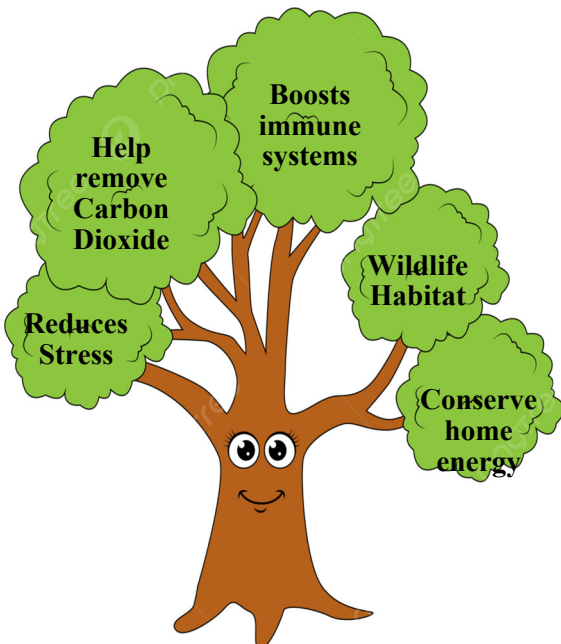 Boosts
immune
systems
Help
remove
Carbon
Dioxide
Wildlife
Habitat
Reduces
Stress
Conserve
home
energy